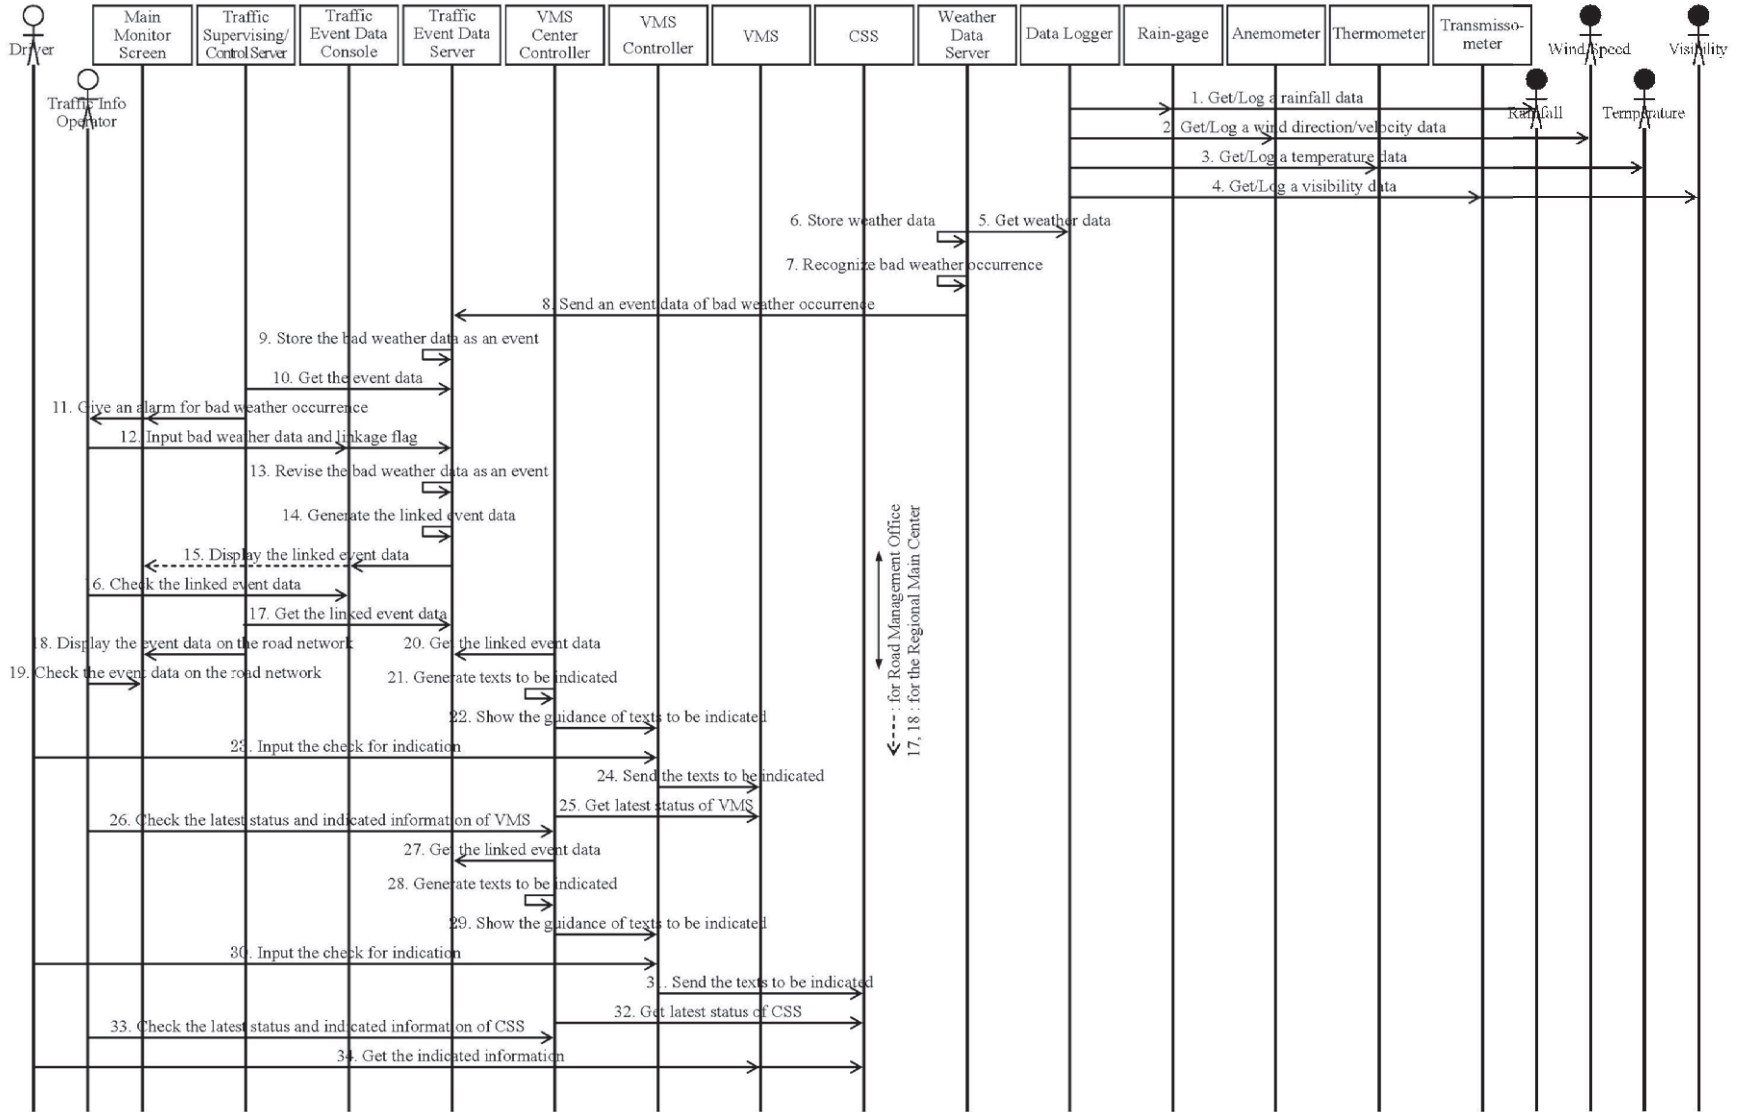 Driver
Main
Monitor
Screen
Traffic
Supervising/
Control Server
Traffic
Event Data
Console
Traffic
Event Data
Server
VMS
Center
Controller
VMS
Controller
VMS
CSS
Weather
Data
Server
Data Logger
Rain-gage
Anemometer
Thermometer
Transmisso-
meter
Wind/Speed
Visibility
Traffic Info
Operator
Rainfall
Temperature
1. Get/Log a rainfall data
2. Get/Log a wind direction/velocity data
3. Get/Log a temperature data
4. Get/Log a visibility data
6. Store weather data
5. Get weather data
7. Recognize bad weather occurrence
8. Send an event data of bad weather occurrence
9. Store the bad weather data as an event
10. Get the event data
11. Give an alarm for bad weather occurrence
12. Input bad weather data and linkage flag
13. Revise the bad weather data as an event
14. Generate the linked event data
15. Display the linked event data
16. Check the linked event data
17. Get the linked event data
18. Display the event data on the road network
20. Get the linked event data
19. Check the event data on the road network
21. Generate texts to be indicated
22. Show the guidance of texts to be indicated
23. Input the check for indication
24. Send the texts to be indicated
25. Get latest status of VMS
26. Check the latest status and indicated information of VMS
27. Get the linked event data
28. Generate texts to be indicated
29. Show the guidance of texts to be indicated
30. Input the check for indication
31. Send the texts to be indicated
32. Get latest status of CSS
33. Check the latest status and indicated information of CSS
34. Get the indicated information
: for Road Management Office
17, 18 : for the Regional Main Center